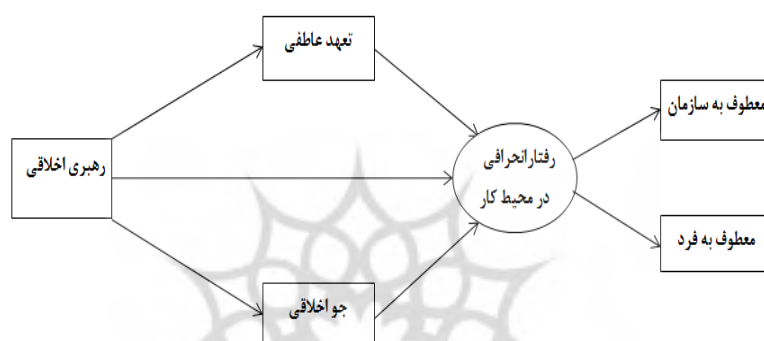 تعهد عاطفی
معطوف به سازمان
رهبری اخلاقی
رفتارانحرافی
در محیط کار
معطوف به فرد
جو اخلاقی